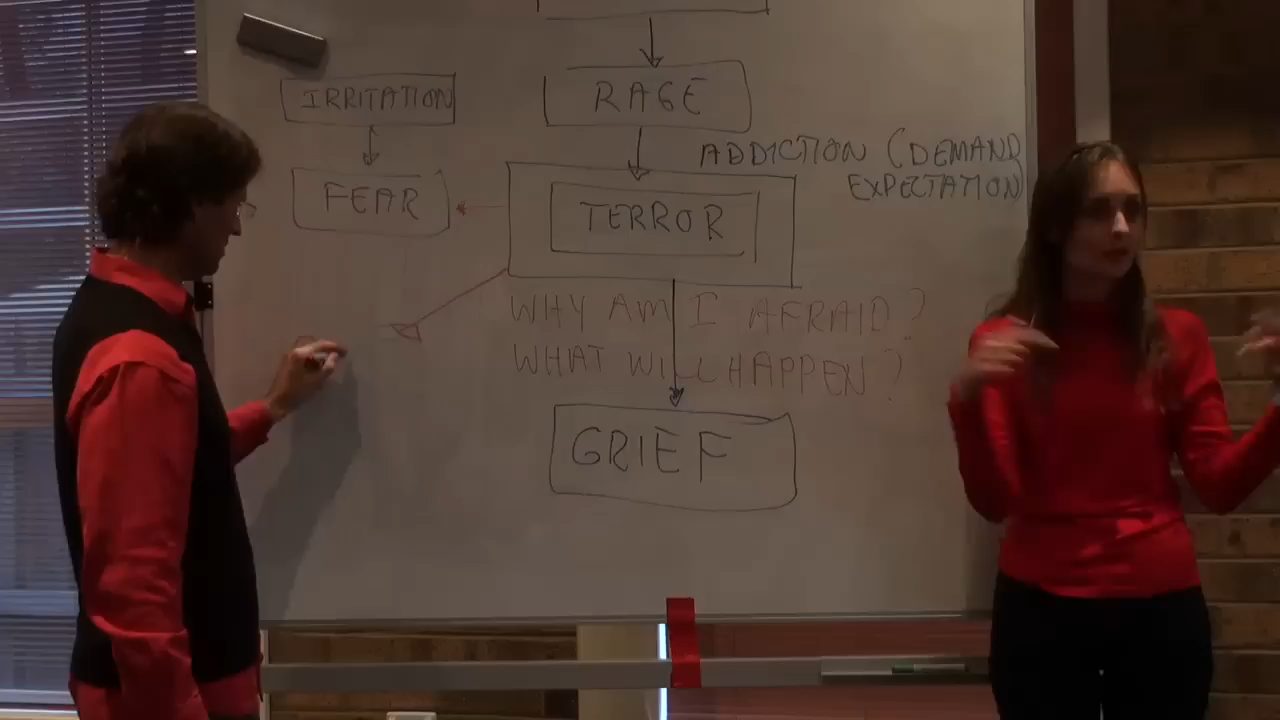 IRRITATION
RAGE
ADDICTION (DEMAND
EXPECTATION)
FEAR
TERROR
WHY AM I AFRAID?
WHAT WILL HAPPEN?
GRIEF